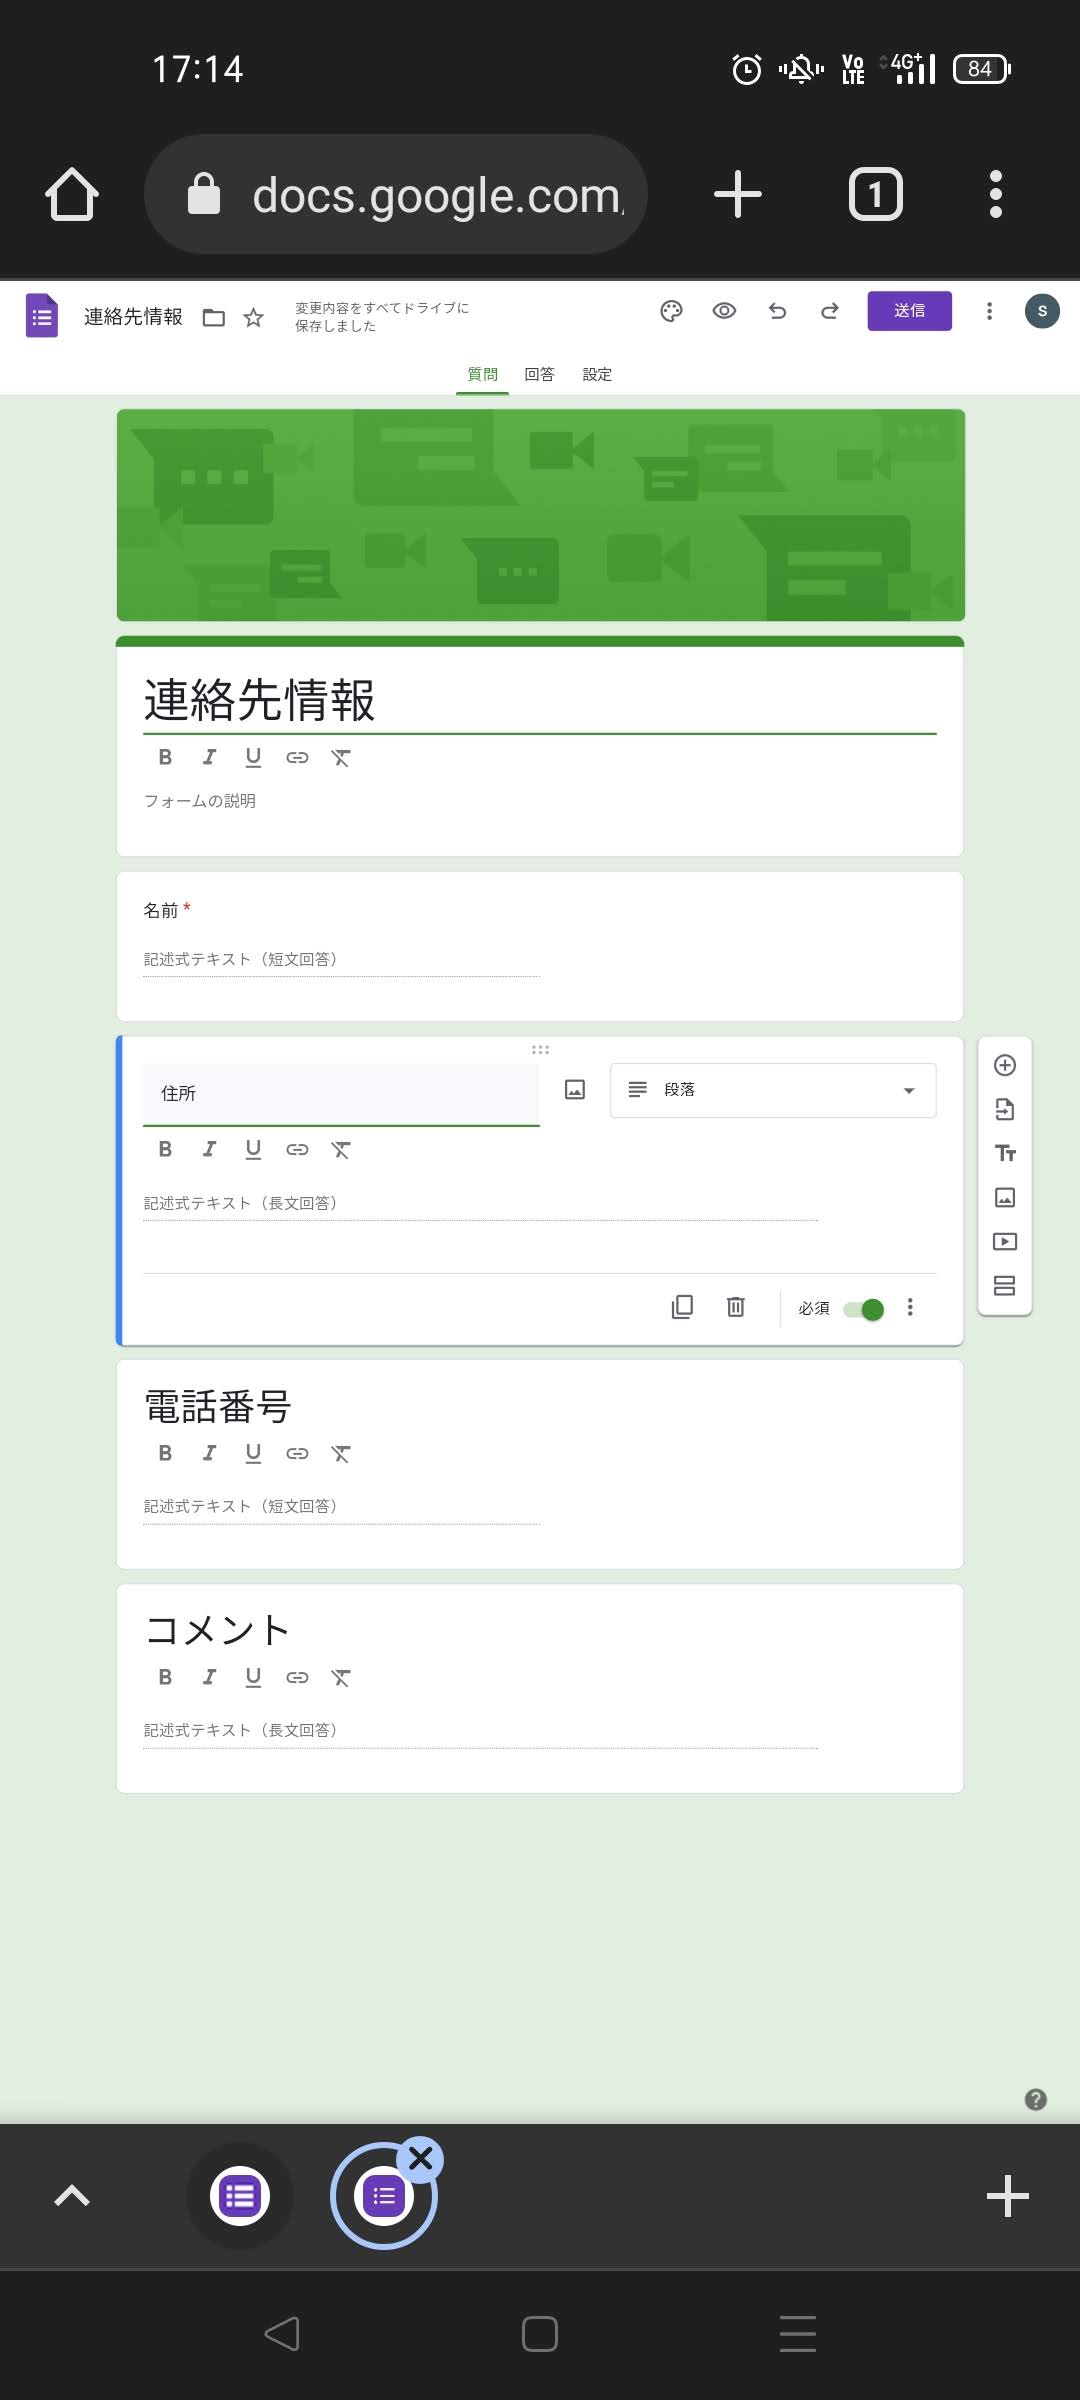 17:14
Vo LTE 4G+ 84
docs.google.com/
1
連絡先情報
変更内容をすべてドライブに
保存しました
送信
S
質問 回答 設定
連絡先情報
B I U
フォームの説明
名前 *
記述式テキスト（短文回答）
住所
段落
B I U
記述式テキスト（長文回答）
必須
Tт
電話番号
B I U
記述式テキスト（短文回答）
コメント
B I U
記述式テキスト（長文回答）
?